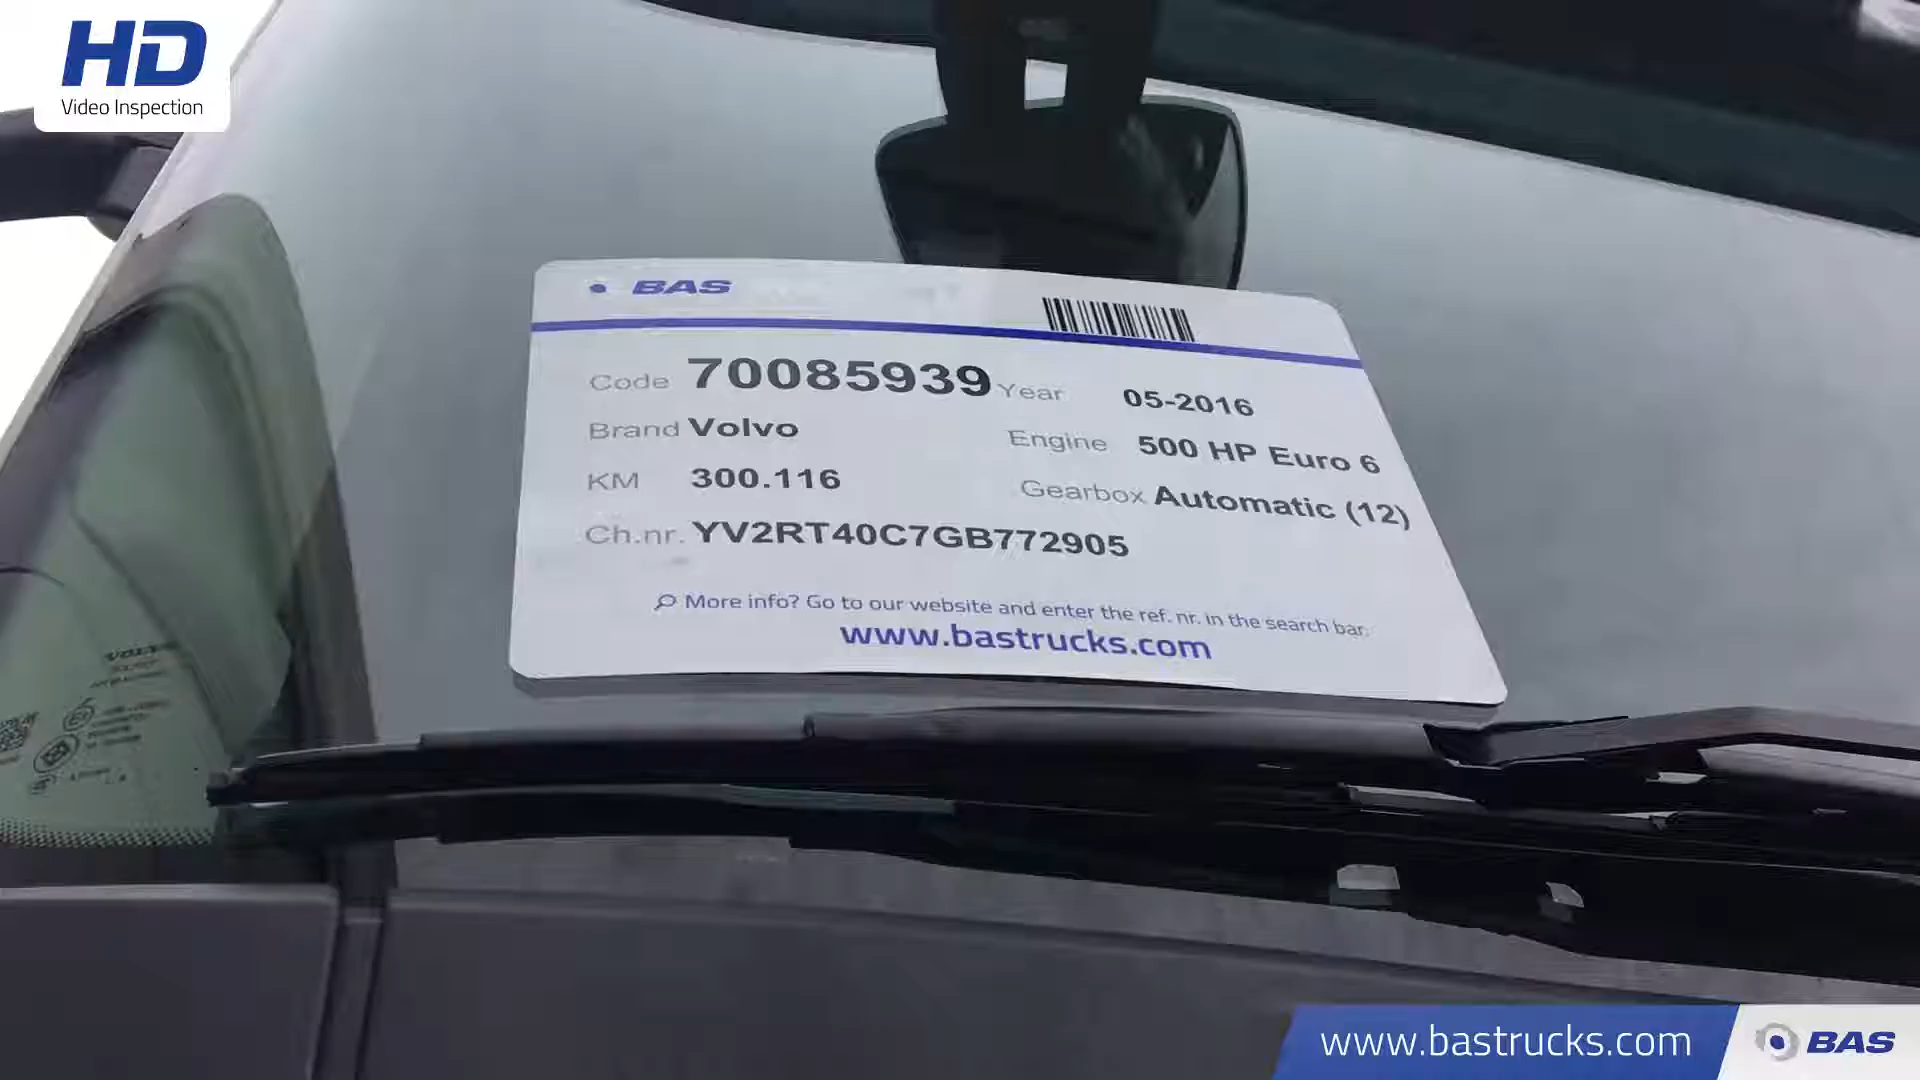 HD
Video Inspection
BAS
Code 70085939 Year 05-2016
Brand Volvo Engine 500 HP Euro 6
KM 300.116 Gearbox Automatic (12)
Ch.nr. YV2RT40C7GB772905
More info? Go to our website and enter the ref. nr. in the search bar.
www.bastrucks.com
VOLVO
www.bastrucks.com BAS